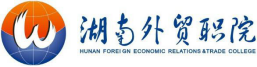 湖南外贸职院
HUNAN FOREIGN ECONOMIC RELATIONS&TRADE COLLEGE